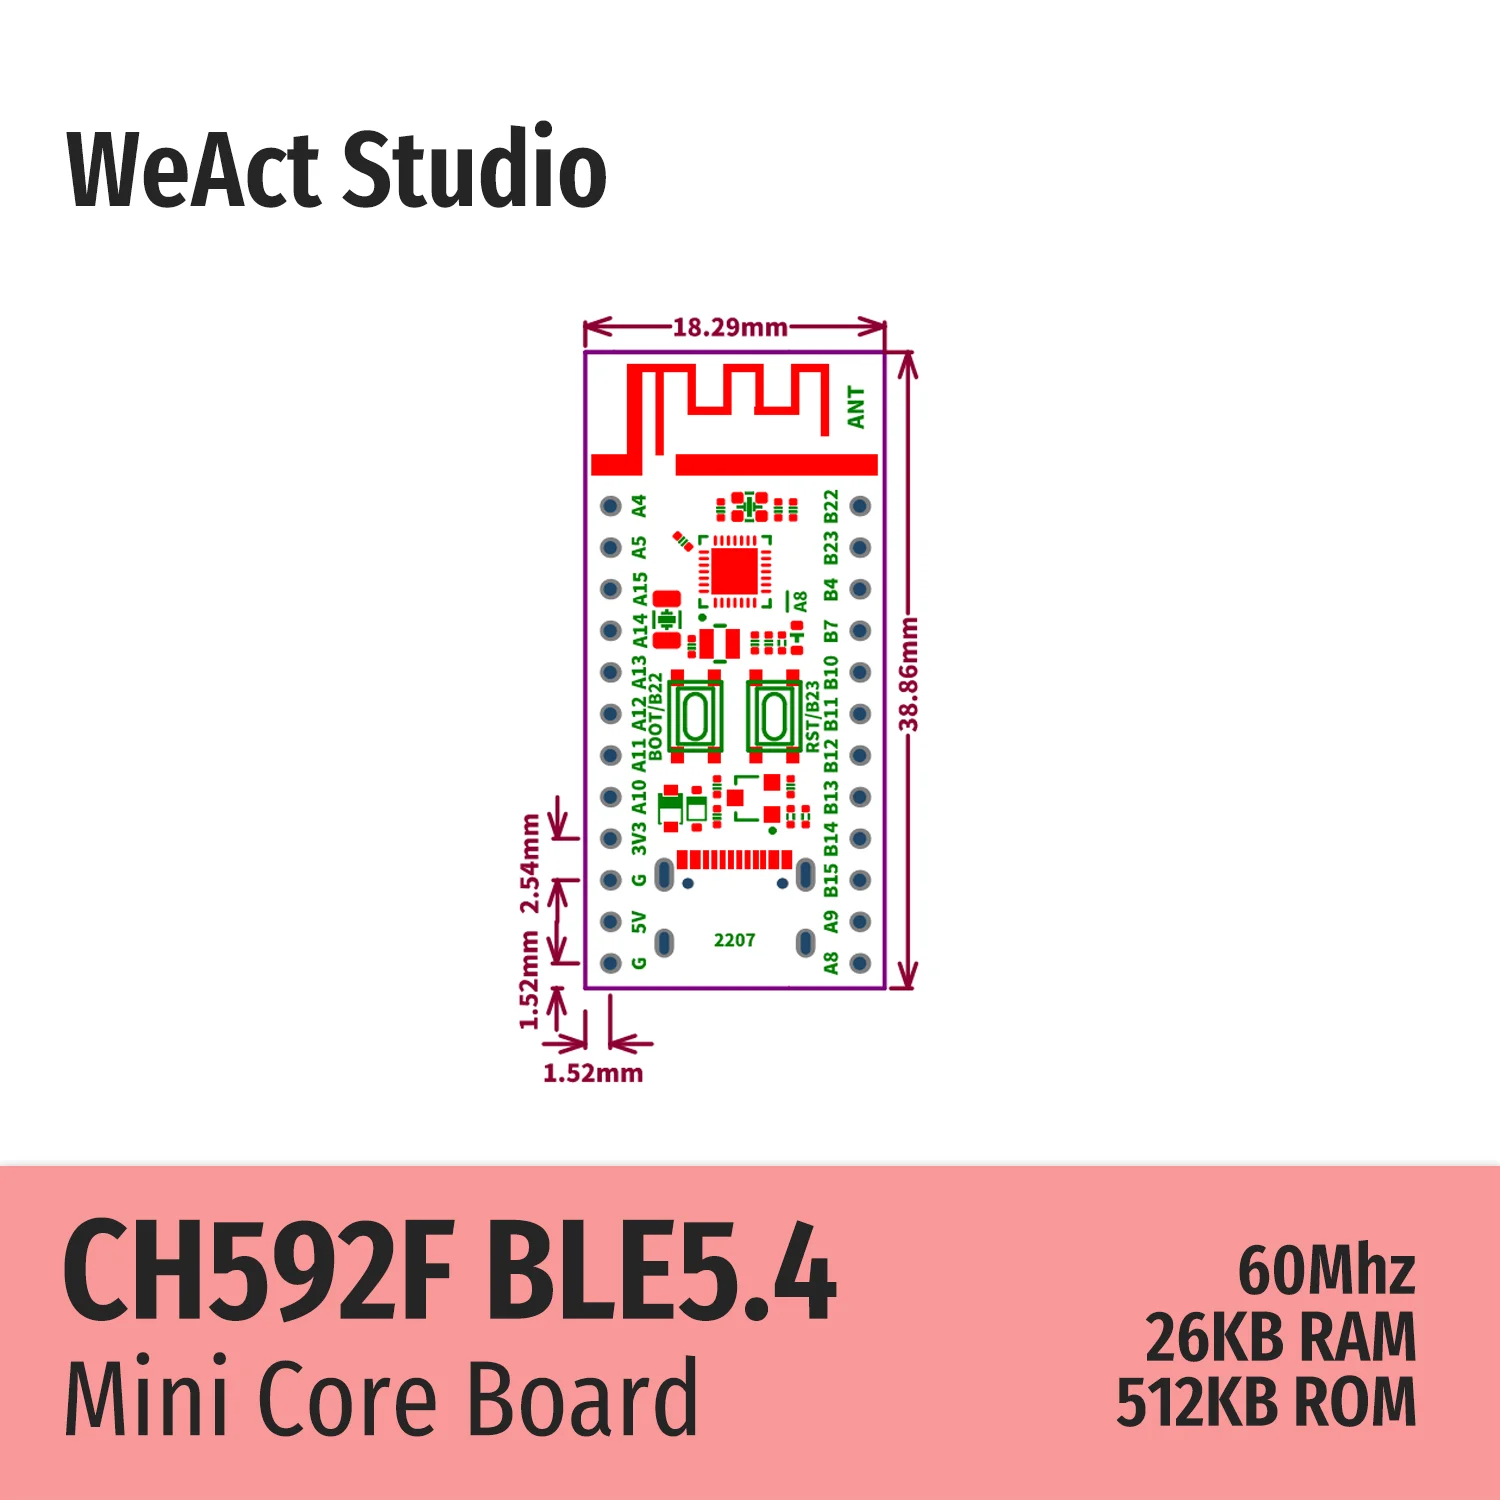 WeAct Studio
18.29mm
ANT
38.86mm
A4
A5
A15
A14
A13
A12
A11
A10
3V3
G
5V
G
B22
B23
B4
B7
B10
B11
B12
B13
B14
B15
A9
A8
A8
BOOT/B22
RST/B23
2207
2.54mm
1.52mm
1.52mm
CH592F BLE5.4
Mini Core Board
60Mhz
26KB RAM
512KB ROM